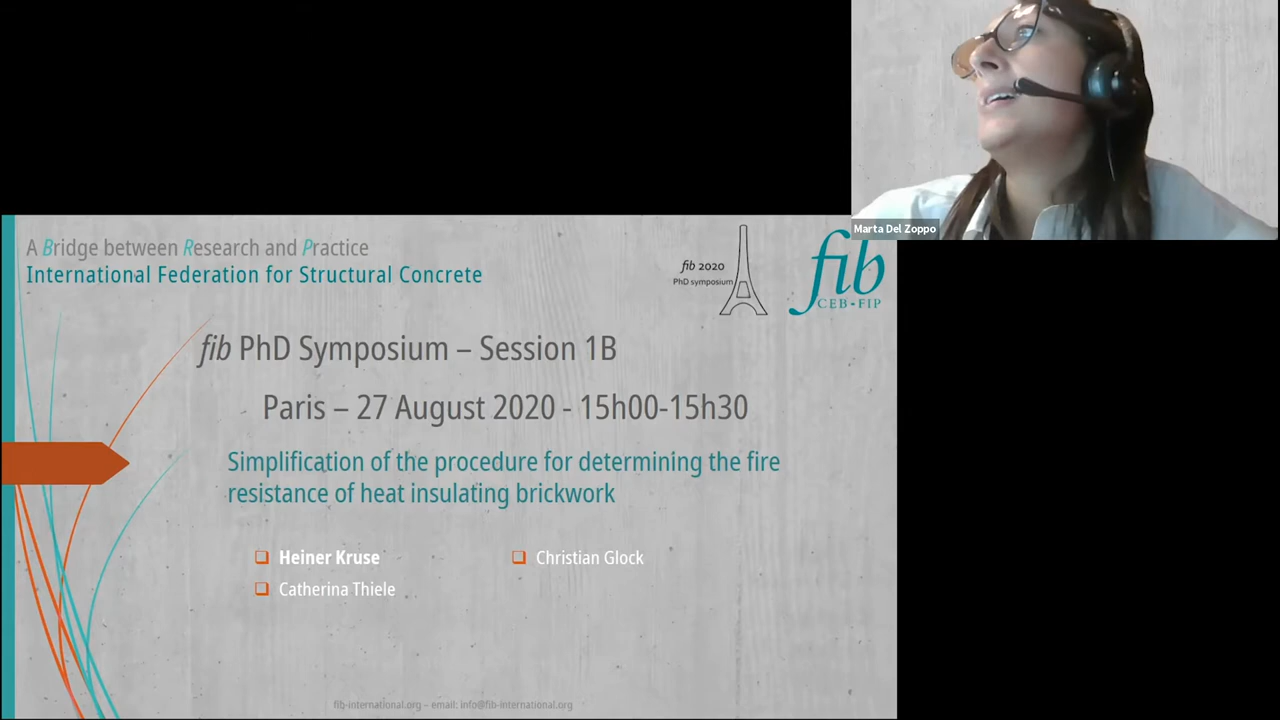 Marta Del Zoppo
A Bridge between Research and Practice
International Federation for Structural Concrete
fib 2020
PhD symposium
fib
CEB-FIP
fib PhD Symposium – Session 1B
Paris – 27 August 2020 - 15h00-15h30
Simplification of the procedure for determining the fire
resistance of heat insulating brickwork
Heiner Kruse
Christian Glock
Catherina Thiele
fib-international.org – email: info@fib-international.org